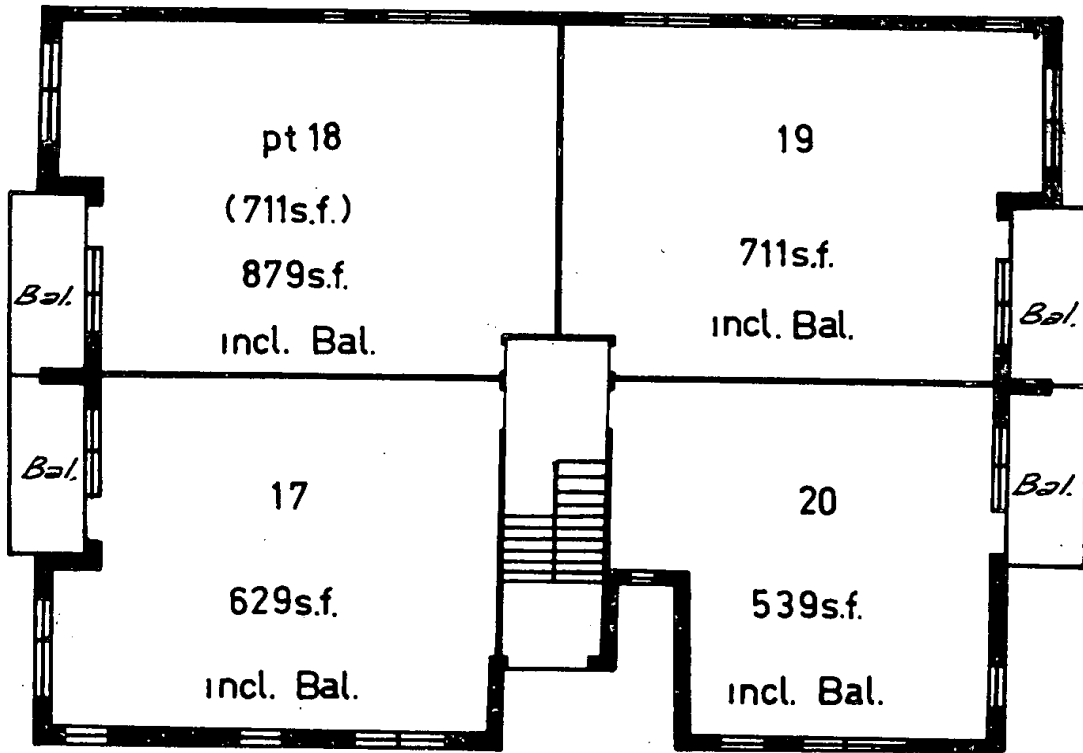 pt 18
(711s.f.)
879s.f.
incl. Bal.
19
711s.f.
incl. Bal.
Bal.
Bal.
Bal.
Bal.
17
629s.f.
incl. Bal.
20
539s.f.
incl. Bal.